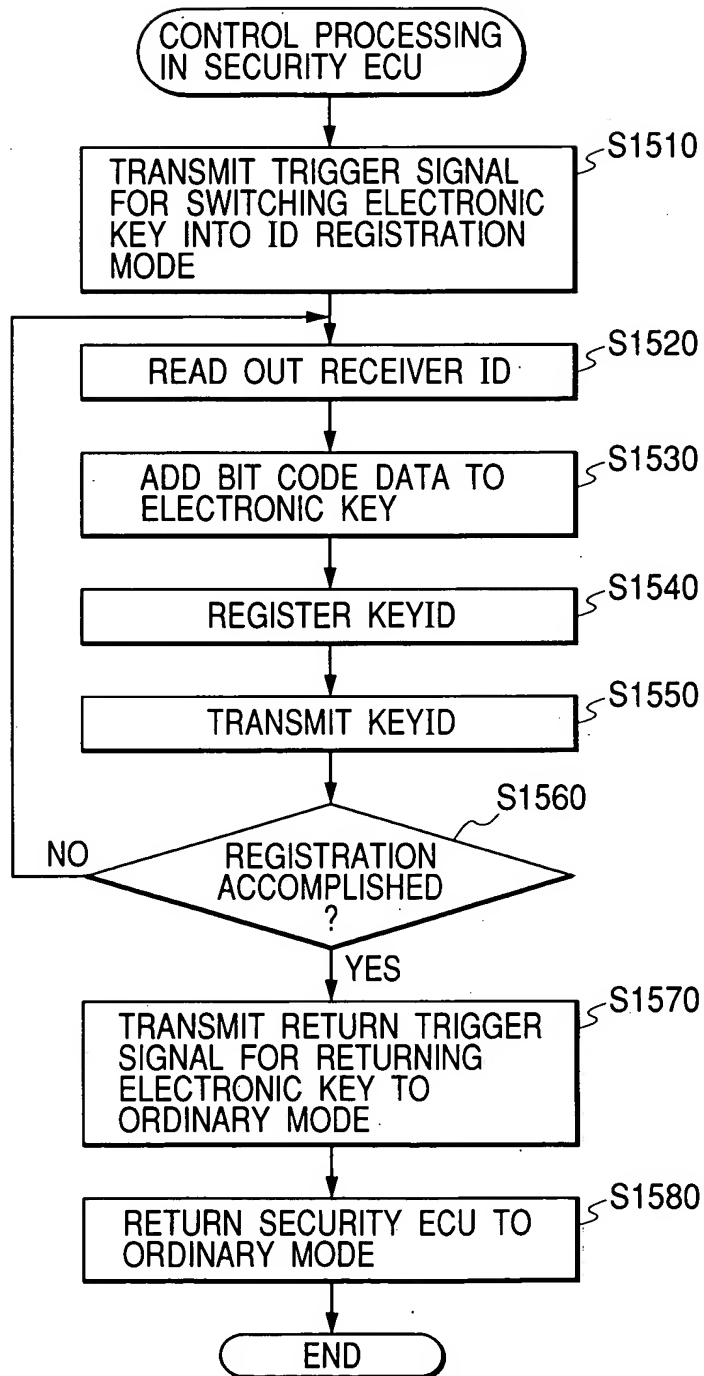 CONTROL PROCESSING
IN SECURITY ECU
S1510
TRANSMIT TRIGGER SIGNAL
FOR SWITCHING ELECTRONIC
KEY INTO ID REGISTRATION
MODE
S1520
READ OUT RECEIVER ID
S1530
ADD BIT CODE DATA TO
ELECTRONIC KEY
S1540
REGISTER KEYID
S1550
TRANSMIT KEYID
S1560
NO
REGISTRATION
ACCOMPLISHED
?
YES
S1570
TRANSMIT RETURN TRIGGER
SIGNAL FOR RETURNING
ELECTRONIC KEY TO
ORDINARY MODE
S1580
RETURN SECURITY ECU TO
ORDINARY MODE
END